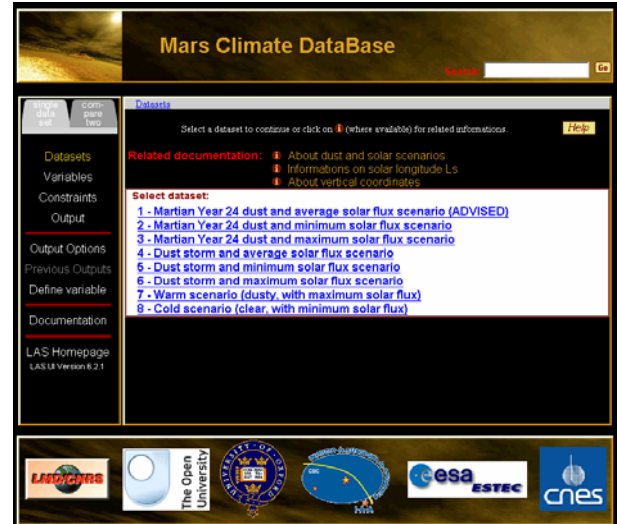 Mars Climate DataBase
Search:
Go
single data set
com-pare two
Datasets
Select a dataset to continue or click on i (where available) for related informations.
Help
Related documentation:
i About dust and solar scenarios
i Informations on solar longitude Ls
i About vertical coordinates
Select dataset:
1 - Martian Year 24 dust and average solar flux scenario (ADVISED)
2 - Martian Year 24 dust and minimum solar flux scenario
3 - Martian Year 24 dust and maximum solar flux scenario
4 - Dust storm and average solar flux scenario
5 - Dust storm and minimum solar flux scenario
6 - Dust storm and maximum solar flux scenario
7 - Warm scenario (dusty, with maximum solar flux)
8 - Cold scenario (clear, with minimum solar flux)
Datasets
Variables
Constraints
Output
Output Options
Previous Outputs
Define variable
Documentation
LAS Homepage
LAS UI Version 6.2.1
LMD/CNRS
The Open University
UNIVERSITY OF OXFORD
CSIC
IAA
esa
ESTEC
cnes